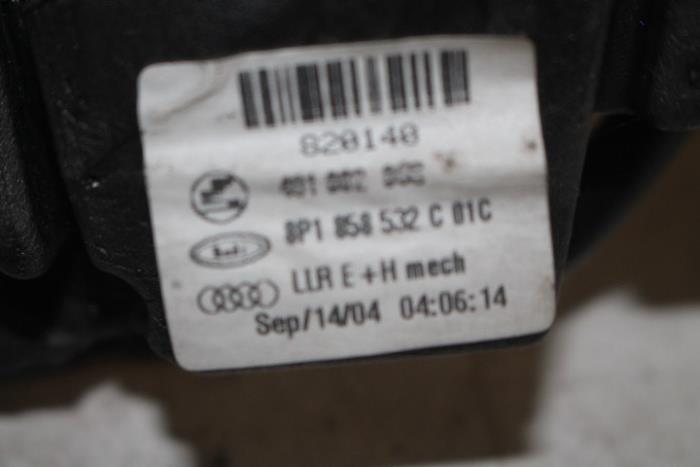 820140
8P1 858 532 C 01C
LLR E +H mech
Sep/14/04 04:06:14